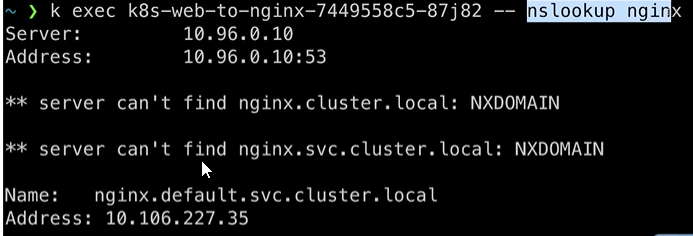 ~ ❯ k exec k8s-web-to-nginx-7449558c5-87j82 -- nslookup nginx
Server:         10.96.0.10
Address:        10.96.0.10:53
** server can't find nginx.cluster.local: NXDOMAIN
** server can't find nginx.svc.cluster.local: NXDOMAIN
Name:   nginx.default.svc.cluster.local
Address: 10.106.227.35